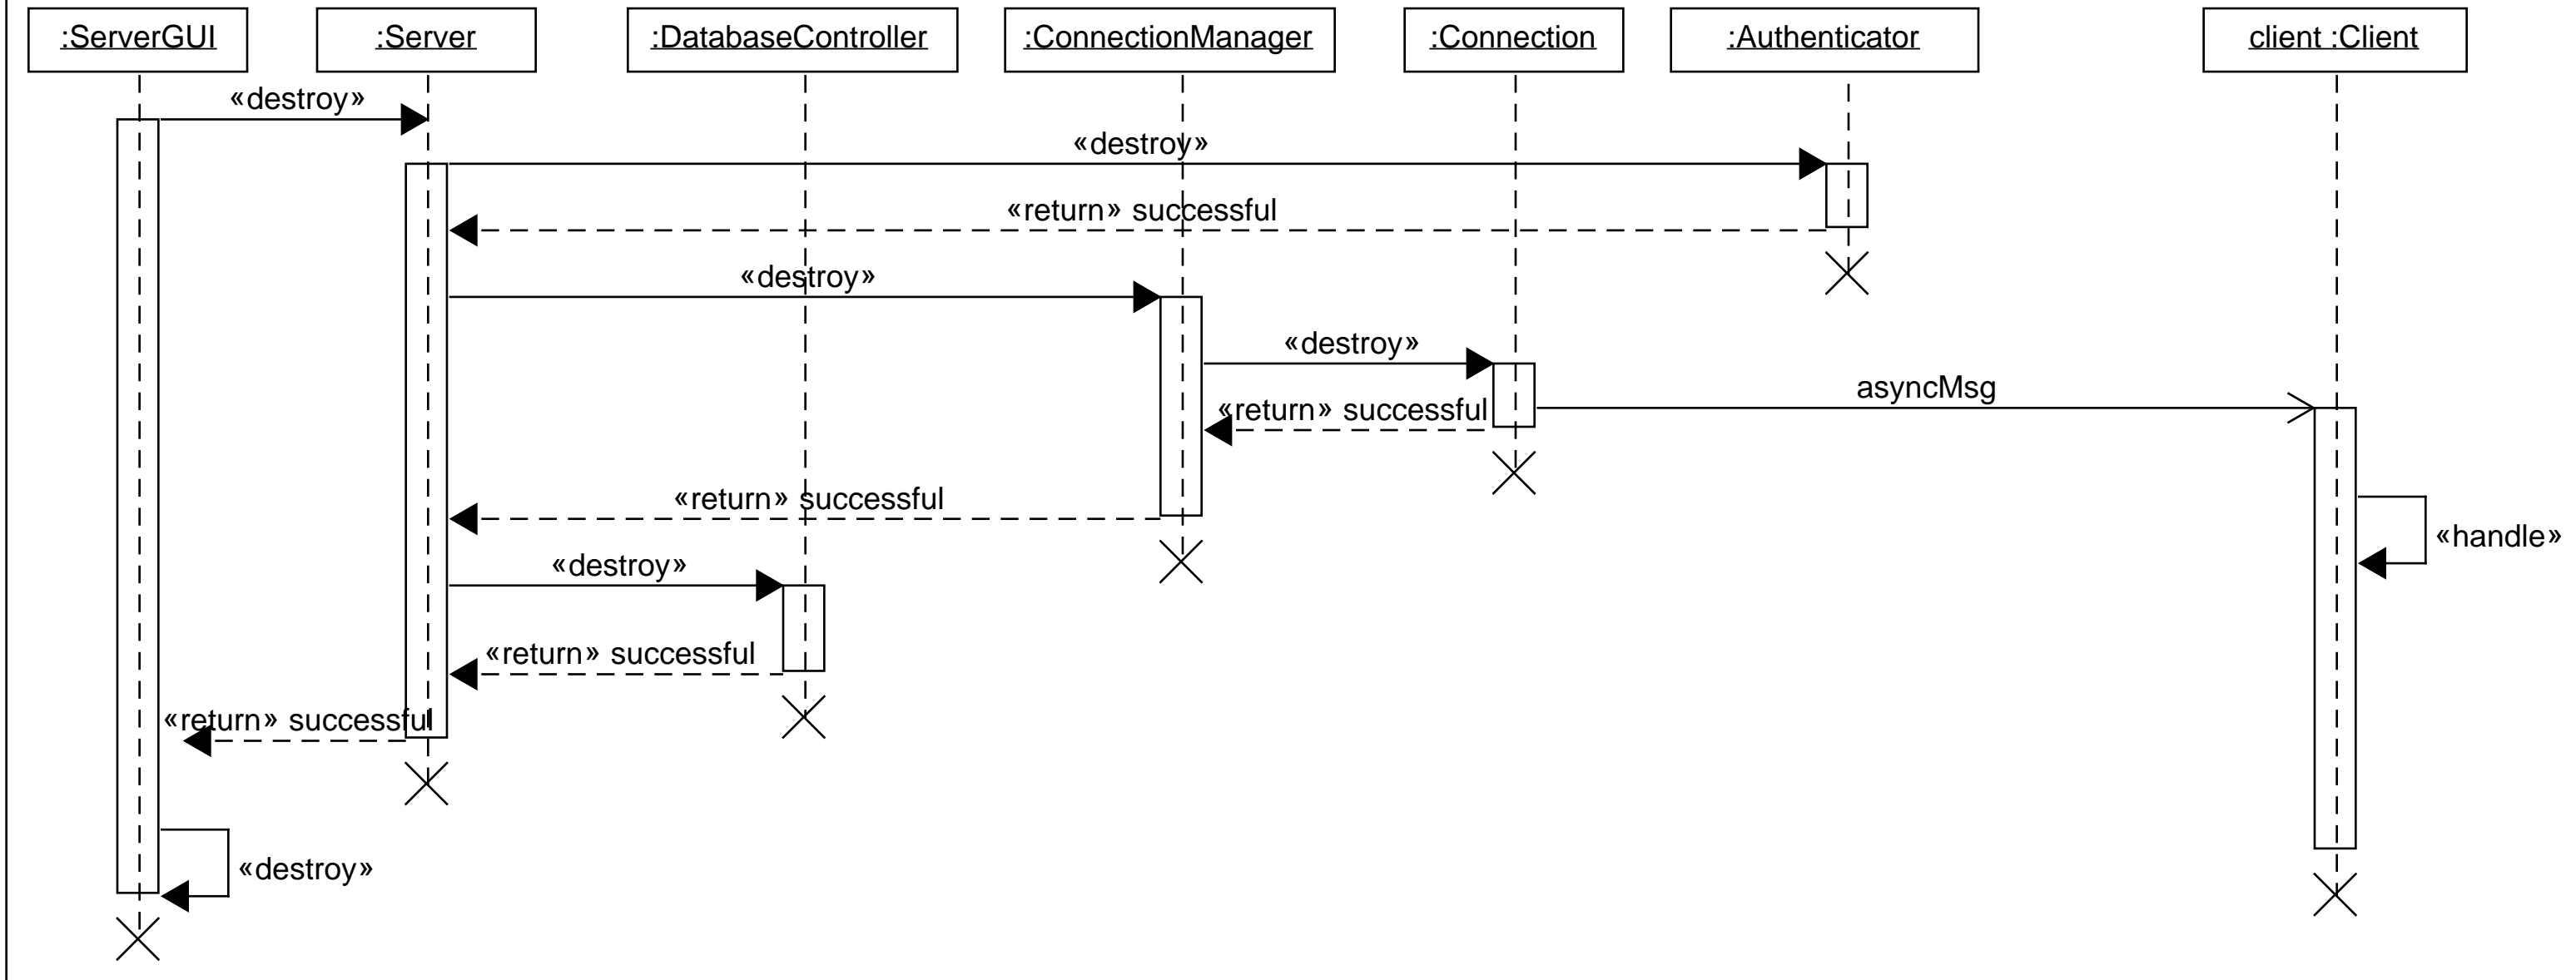 :ServerGUI
:Server
:DatabaseController
:ConnectionManager
:Connection
:Authenticator
client :Client
«destroy»
«destroy»
«return» successful
«destroy»
«destroy»
asyncMsg
«return» successful
«return» successful
«handle»
«destroy»
«return» successful
«return» successful
«destroy»